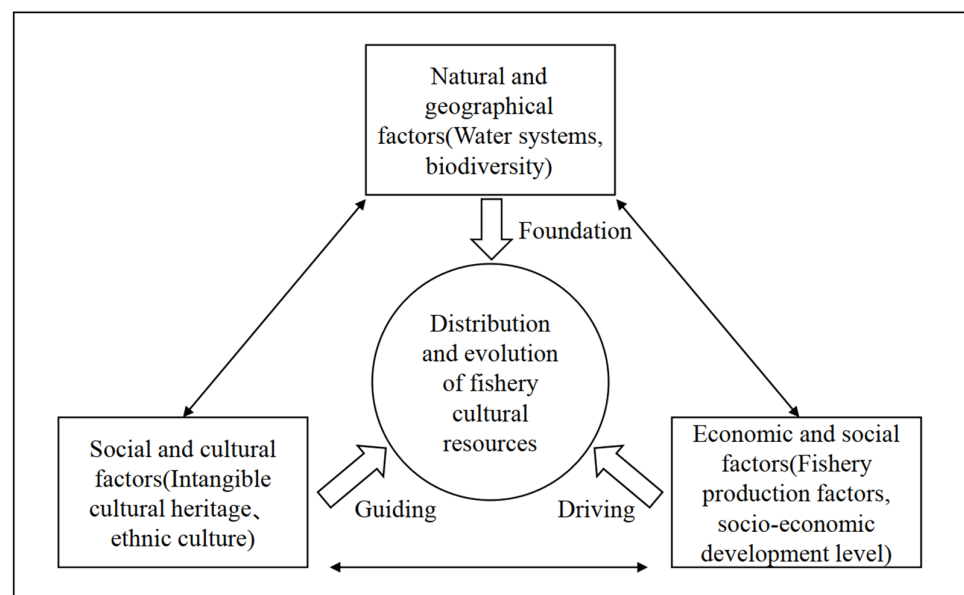 Natural and
geographical
factors(Water systems,
biodiversity)
Foundation
Distribution
and evolution
of fishery
cultural
resources
Social and cultural
factors(Intangible
cultural heritage、
ethnic culture)
Guiding
Driving
Economic and social
factors(Fishery
production factors,
socio-economic
development level)